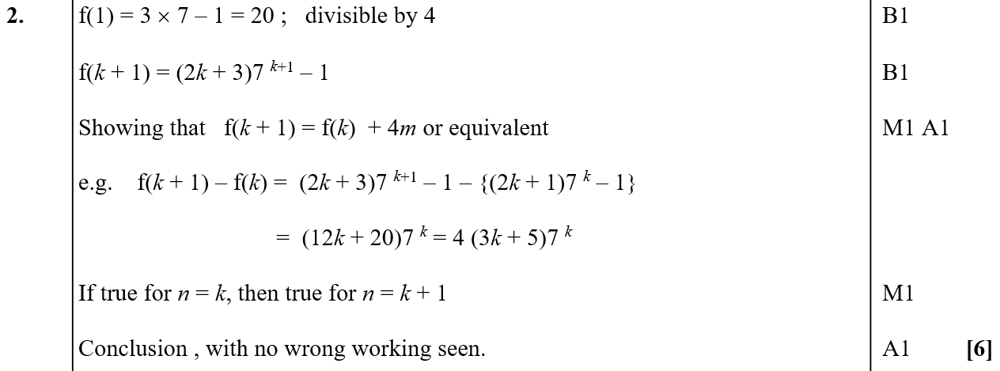 2. f(1) = 3 × 7 – 1 = 20 ; divisible by 4 B1
f(k + 1) = (2k + 3)7 ᵏ⁺¹ – 1 B1
Showing that f(k + 1) = f(k) + 4m or equivalent M1 A1
e.g. f(k + 1) – f(k) = (2k + 3)7 ᵏ⁺¹ – 1 – {(2k + 1)7 ᵏ – 1}
= (12k + 20)7 ᵏ = 4 (3k + 5)7 ᵏ
If true for n = k, then true for n = k + 1 M1
Conclusion , with no wrong working seen. A1 [6]